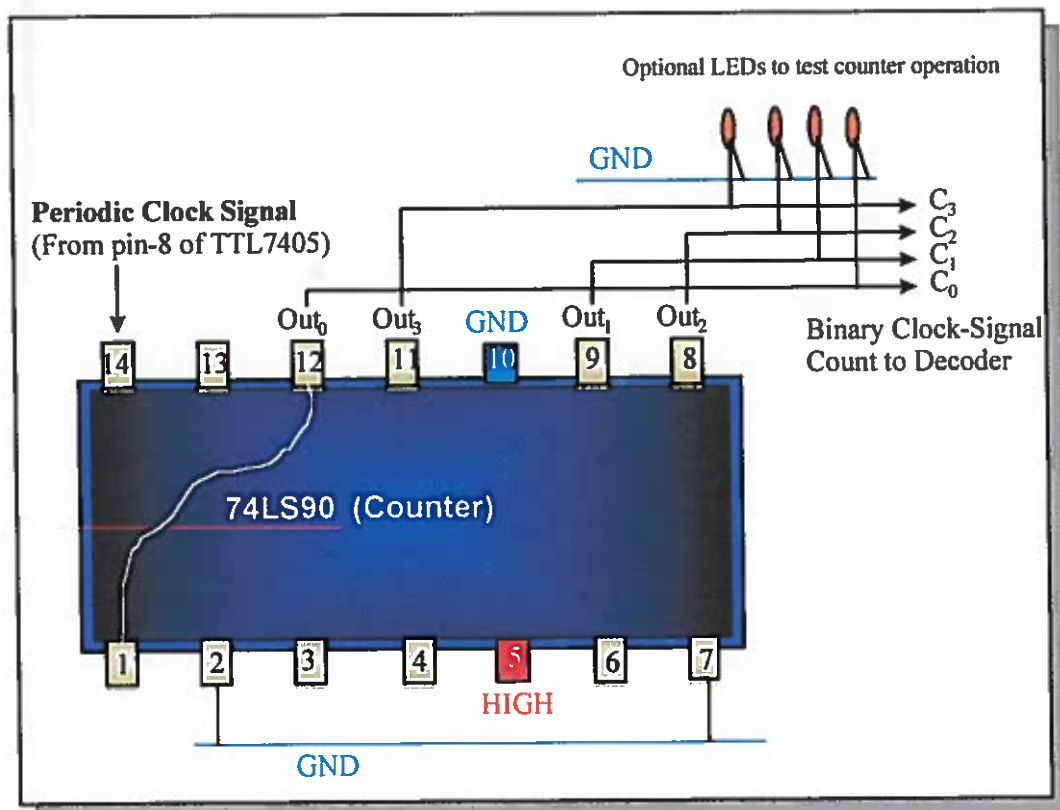 Optional LEDs to test counter operation
GND
Periodic Clock Signal
(From pin-8 of TTL7405)
C3
C2
C1
C0
Out0 Out3 GND Out1 Out2
Binary Clock-Signal
Count to Decoder
14 13 12 11 10 9 8
74LS90 (Counter)
1 2 3 4 5 6 7
HIGH
GND